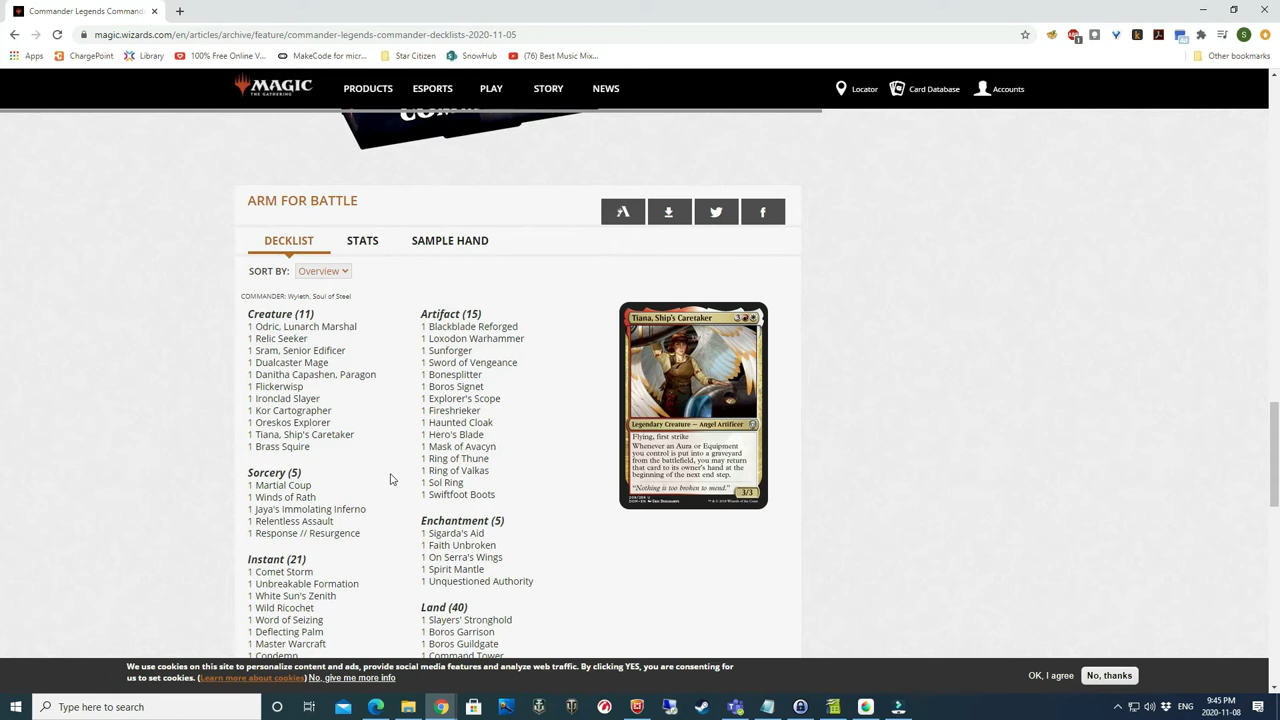 Commander Legends Command
magic.wizards.com/en/articles/archive/feature/commander-legends-commander-decklists-2020-11-05
Apps
ChargePoint
Library
100% Free Online V...
MakeCode for micr...
Star Citizen
SnowHub
(76) Best Music Mix...
Other bookmarks
MAGIC
THE GATHERING
PRODUCTS
ESPORTS
PLAY
STORY
NEWS
Locator
Card Database
Accounts
ARM FOR BATTLE
DECKLIST
STATS
SAMPLE HAND
SORT BY: Overview
COMMANDER: Wyleth, Soul of Steel
Creature (11)
1 Odric, Lunarch Marshal
1 Relic Seeker
1 Sram, Senior Edificer
1 Dualcaster Mage
1 Danitha Capashen, Paragon
1 Flickerwisp
1 Ironclad Slayer
1 Kor Cartographer
1 Oreskos Explorer
1 Tiana, Ship's Caretaker
1 Brass Squire
Sorcery (5)
1 Martial Coup
1 Winds of Rath
1 Jaya's Immolating Inferno
1 Relentless Assault
1 Response // Resurgence
Instant (21)
1 Comet Storm
1 Unbreakable Formation
1 White Sun's Zenith
1 Wild Ricochet
1 Word of Seizing
1 Deflecting Palm
1 Master Warcraft
1 Condemn
Artifact (15)
1 Blackblade Reforged
1 Loxodon Warhammer
1 Sunforger
1 Sword of Vengeance
1 Bonesplitter
1 Boros Signet
1 Explorer's Scope
1 Fireshrieker
1 Haunted Cloak
1 Hero's Blade
1 Mask of Avacyn
1 Ring of Thune
1 Ring of Valkas
1 Sol Ring
1 Swiftfoot Boots
Enchantment (5)
1 Sigarda's Aid
1 Faith Unbroken
1 On Serra's Wings
1 Spirit Mantle
1 Unquestioned Authority
Land (40)
1 Slayers' Stronghold
1 Boros Garrison
1 Boros Guildgate
1 Command Tower
Tiana, Ship's Caretaker 3
Legendary Creature — Angel Artificer
Flying, first strike
Whenever an Aura or Equipment
you control is put into a graveyard
from the battlefield, you may return
that card to its owner's hand at the
beginning of the next end step.
"Nothing is too broken to mend."
3/3
We use cookies on this site to personalize content and ads, provide social media features and analyze web traffic. By clicking YES, you are consenting for
us to set cookies. (Learn more about cookies) No, give me more info
OK, I agree
No, thanks
Type here to search
ENG
9:45 PM
2020-11-08